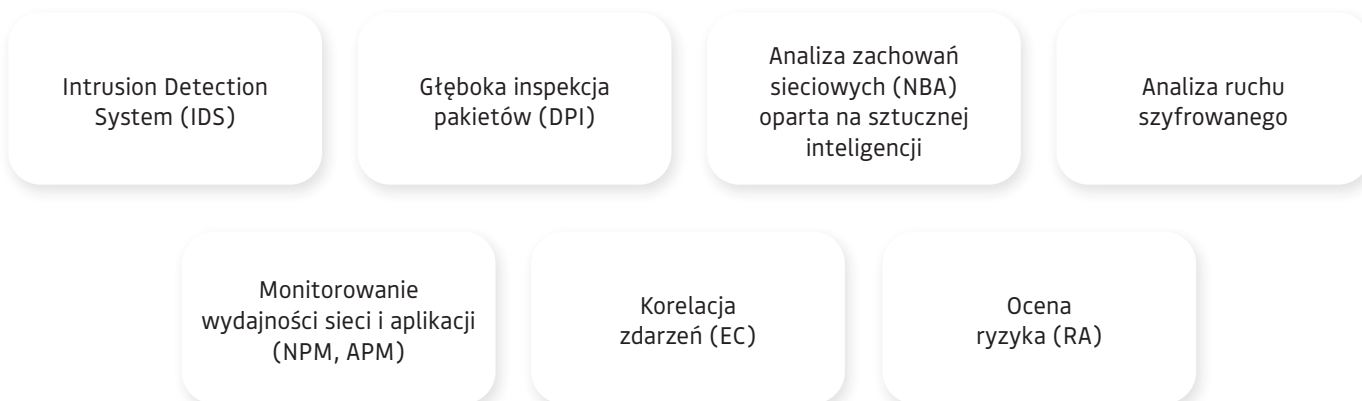 Intrusion Detection
System (IDS)
Głęboka inspekcja
pakietów (DPI)
Analiza zachowań
sieciowych (NBA)
oparta na sztucznej
inteligencji
Analiza ruchu
szyfrowanego
Monitorowanie
wydajności sieci i aplikacji
(NPM, APM)
Korelacja
zdarzeń (EC)
Ocena
ryzyka (RA)